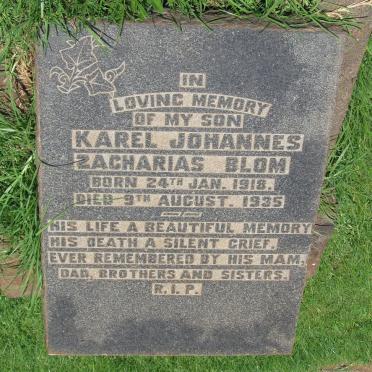 IN
LOVING MEMORY
OF MY SON
KAREL JOHANNES
ZACHARIAS BLOM
BORN 24TH JAN. 1918.
DIED 9TH AUGUST. 1935
HIS LIFE A BEAUTIFUL MEMORY
HIS DEATH A SILENT GRIEF.
EVER REMEMBERED BY HIS MAM,
DAD, BROTHERS AND SISTERS.
R.I.P.